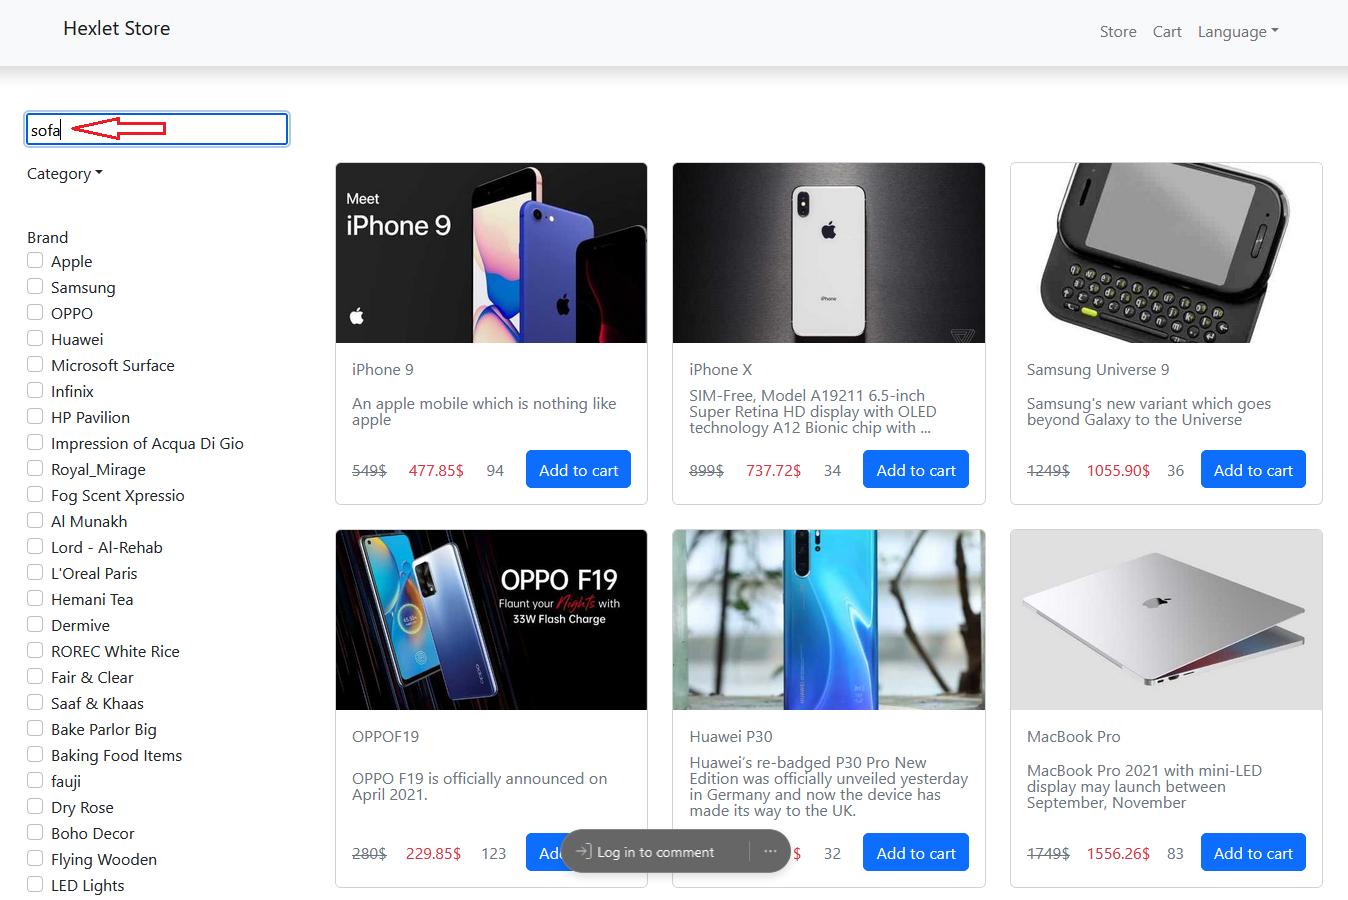 Hexlet Store
Store Cart Language
sofa
Category
Brand
Apple
Samsung
OPPO
Huawei
Microsoft Surface
Infinix
HP Pavilion
Impression of Acqua Di Gio
Royal_Mirage
Fog Scent Xpressio
Al Munakh
Lord - Al-Rehab
L'Oreal Paris
Hemani Tea
Dermive
ROREC White Rice
Fair & Clear
Saaf & Khaas
Bake Parlor Big
Baking Food Items
fauji
Dry Rose
Boho Decor
Flying Wooden
LED Lights
Meet
iPhone 9
iPhone 9
An apple mobile which is nothing like
apple
549$ 477.85$ 94 Add to cart
iPhone
iPhone X
SIM-Free, Model A19211 6.5-inch
Super Retina HD display with OLED
technology A12 Bionic chip with ...
899$ 737.72$ 34 Add to cart
Samsung Universe 9
Samsung's new variant which goes
beyond Galaxy to the Universe
1249$ 1055.90$ 36 Add to cart
OPPO F19
Flaunt your Nights with
33W Flash Charge
OPPOF19
OPPO F19 is officially announced on
April 2021.
280$ 229.85$ 123 Ad
Huawei P30
Huawei's re-badged P30 Pro New
Edition was officially unveiled yesterday
in Germany and now the device has
made its way to the UK.
$ 32 Add to cart
MacBook Pro
MacBook Pro 2021 with mini-LED
display may launch between
September, November
1749$ 1556.26$ 83 Add to cart
Log in to comment